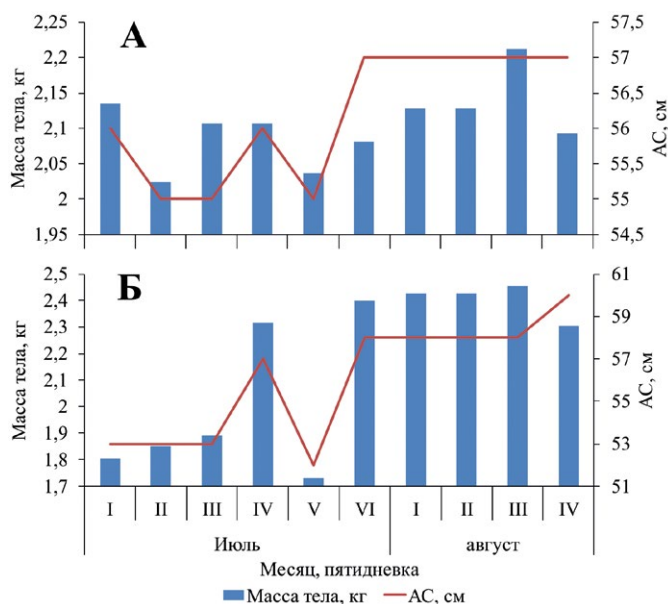 А
Масса тела, кг
2,25
2,2
2,15
2,1
2,05
2
1,95
57,5
57
56,5
56
55,5
55
54,5
АС, см
Б
Масса тела, кг
2,5
2,4
2,3
2,2
2,1
2
1,9
1,8
1,7
61
59
57
55
53
51
АС, см
I II III IV V VI I II III IV
Июль август
Месяц, пятидневка
Масса тела, кг АС, см